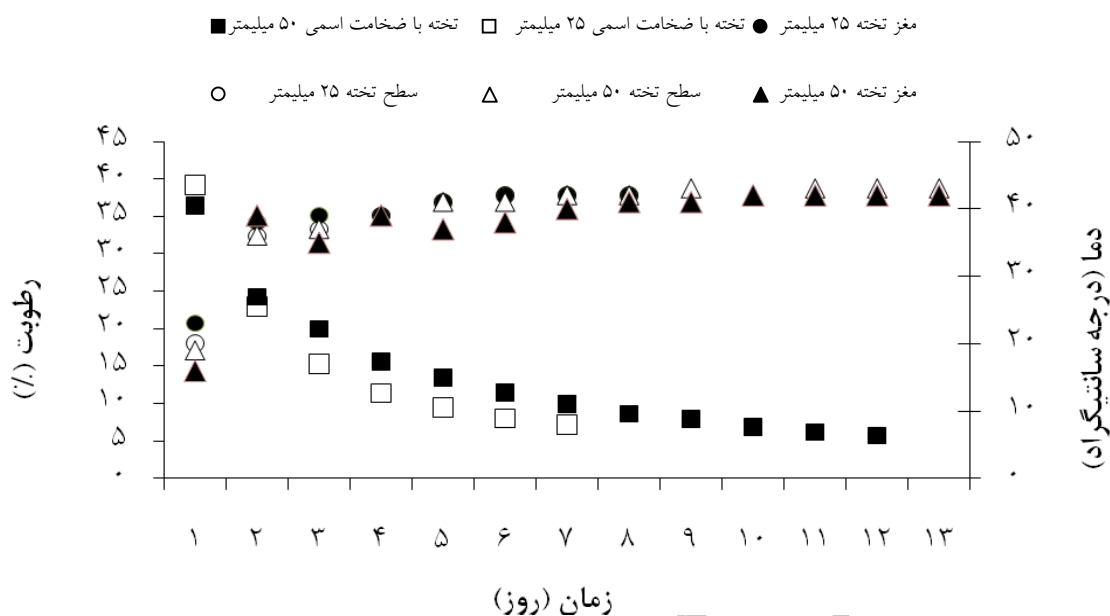 مغز تخته ۲۵ میلیمتر تخته با ضخامت اسمی ۲۵ میلیمتر تخته با ضخامت اسمی ۵۰ میلیمتر
مغز تخته ۵۰ میلیمتر سطح تخته ۵۰ میلیمتر سطح تخته ۲۵ میلیمتر
رطوبت (٪)
۴۵
۴۰
۳۵
۳۰
۲۵
۲۰
۱۵
۱۰
۵
۰
دما (درجه سانتیگراد)
۵۰
۴۰
۳۰
۲۰
۱۰
۰
۱ ۲ ۳ ۴ ۵ ۶ ۷ ۸ ۹ ۱۰ ۱۱ ۱۲ ۱۳
زمان (روز)